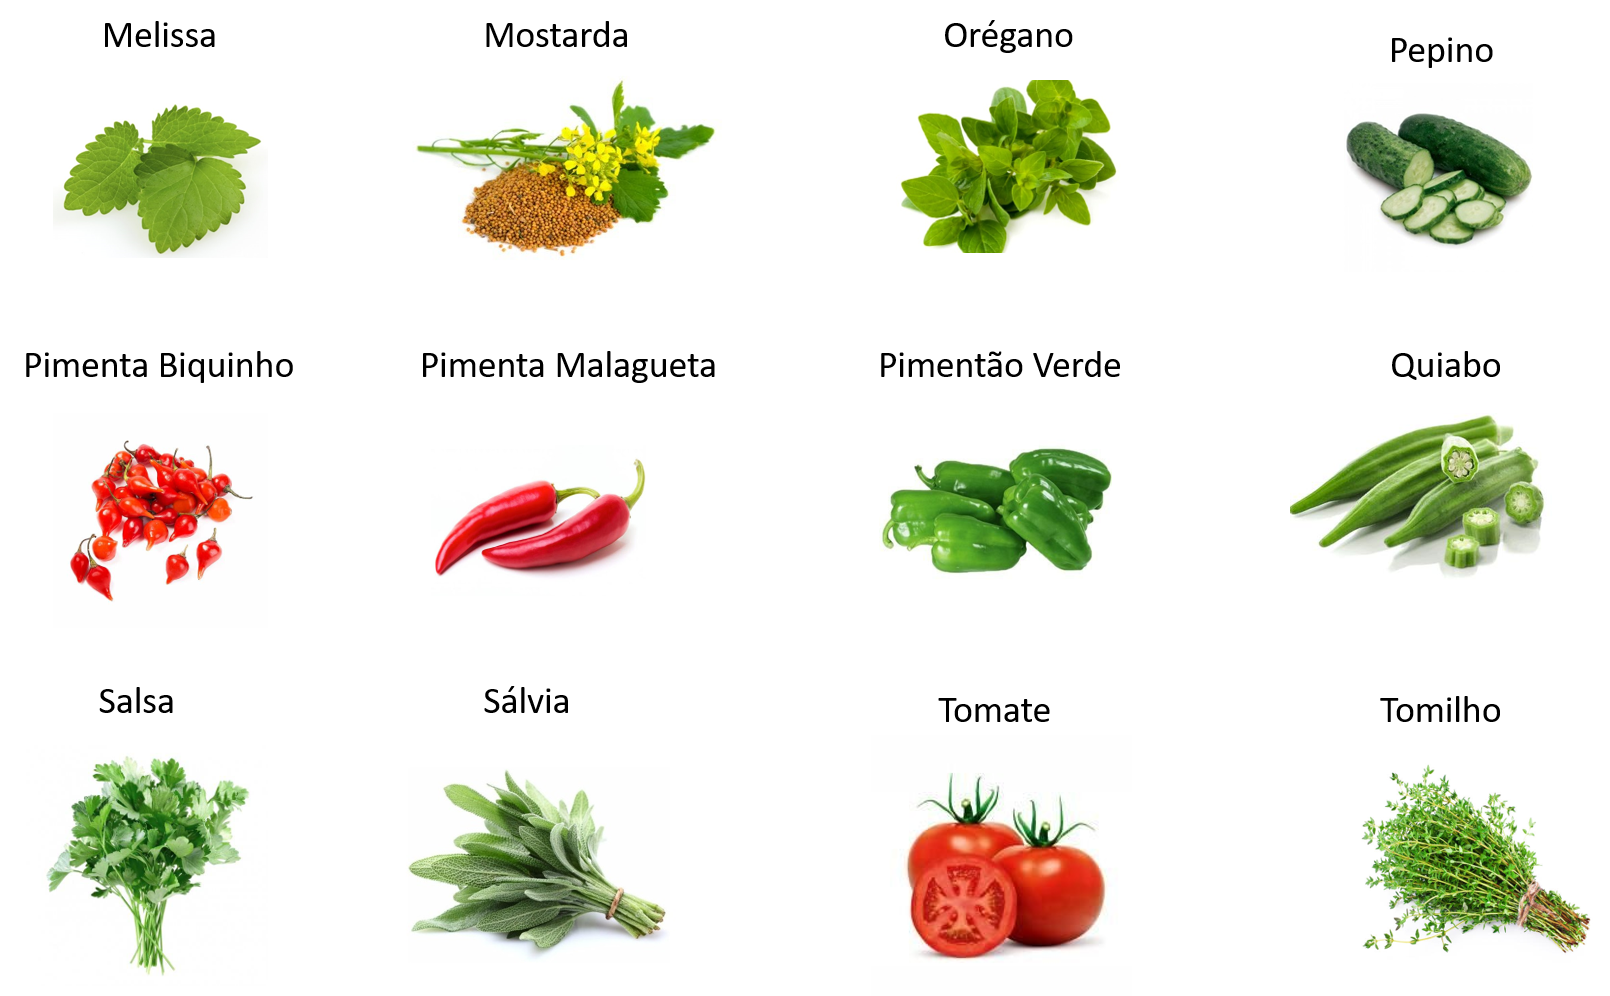 Melissa
Mostarda
Orégano
Pepino
Pimenta Biquinho
Pimenta Malagueta
Pimentão Verde
Quiabo
Salsa
Sálvia
Tomate
Tomilho